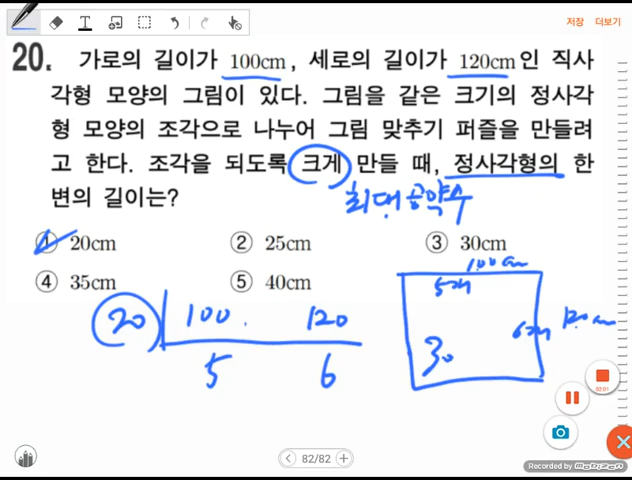 저장 더보기
20. 가로의 길이가 100cm, 세로의 길이가 120cm인 직사
각형 모양의 그림이 있다. 그림을 같은 크기의 정사각
형 모양의 조각으로 나누어 그림 맞추기 퍼즐을 만들려
고 한다. 조각을 되도록 크게 만들 때, 정사각형의 한
변의 길이는?
최대공약수
① 20cm ② 25cm ③ 30cm
④ 35cm ⑤ 40cm
100cm
5개
20 100 120
6개 120cm
30
5 6
02:01
82/82
Recorded by Mobizen